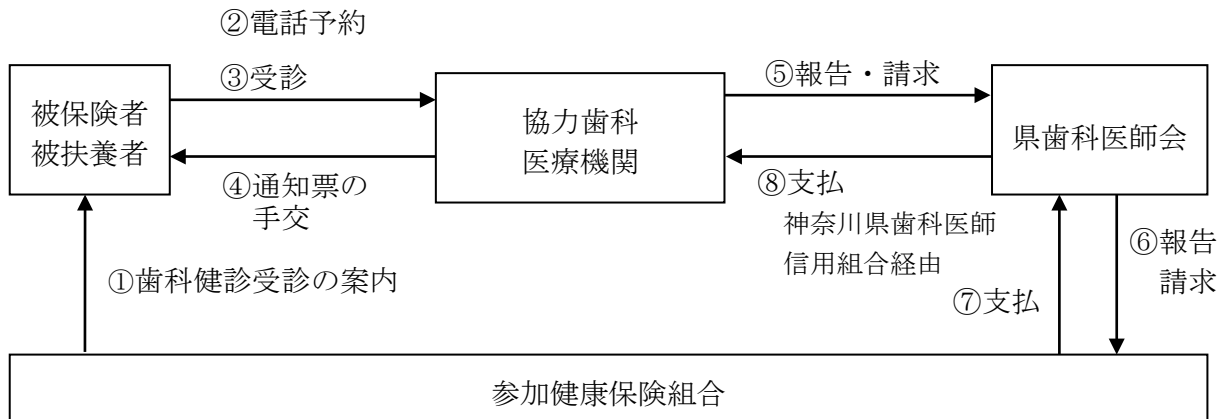 ②電話予約
③受診
⑤報告・請求
被保険者
被扶養者
協力歯科
医療機関
県歯科医師会
④通知票の
手交
⑧支払
神奈川県歯科医師
信用組合経由
⑥報告
請求
①歯科健診受診の案内
⑦支払
参加健康保険組合